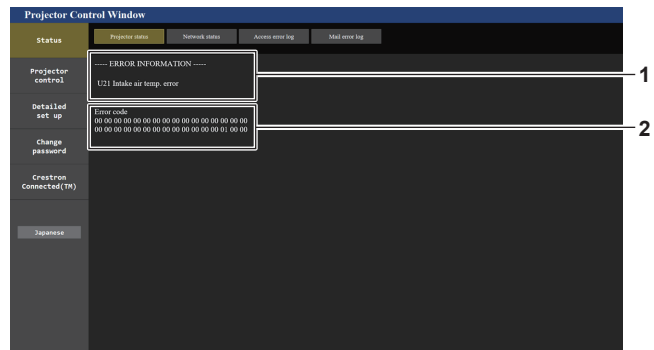 Projector Control Window
Status
Projector status
Network status
Access error log
Mail error log
Projector
control
Detailed
set up
Change
password
Crestron
Connected(TM)
Japanese
----- ERROR INFORMATION -----
U21 Intake air temp. error
1
Error code
00 00 00 00 00 00 00 00 00 00 00 00 00 00 00 00
00 00 00 00 00 00 00 00 00 00 00 00 00 01 00 00
2